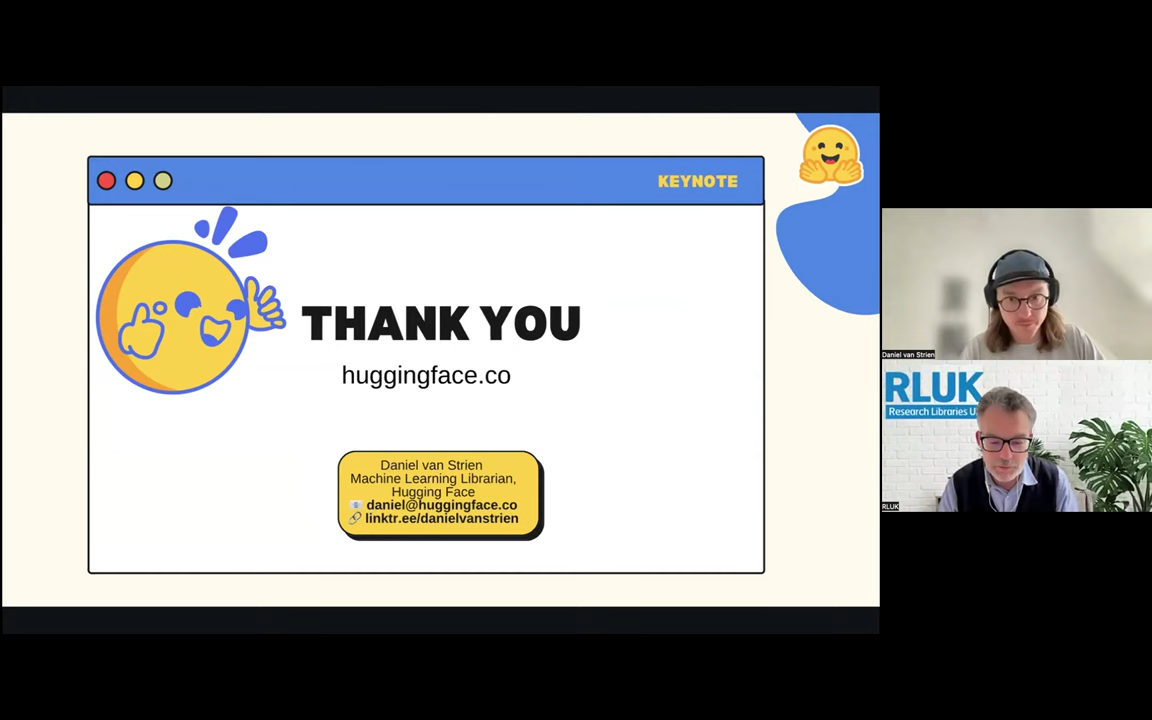 KEYNOTE
THANK YOU
huggingface.co
Daniel van Strien
Machine Learning Librarian,
Hugging Face
📧 daniel@huggingface.co
🔗 linktr.ee/danielvanstrien
Daniel van Strien
RLUK
Research Libraries U
RLUK